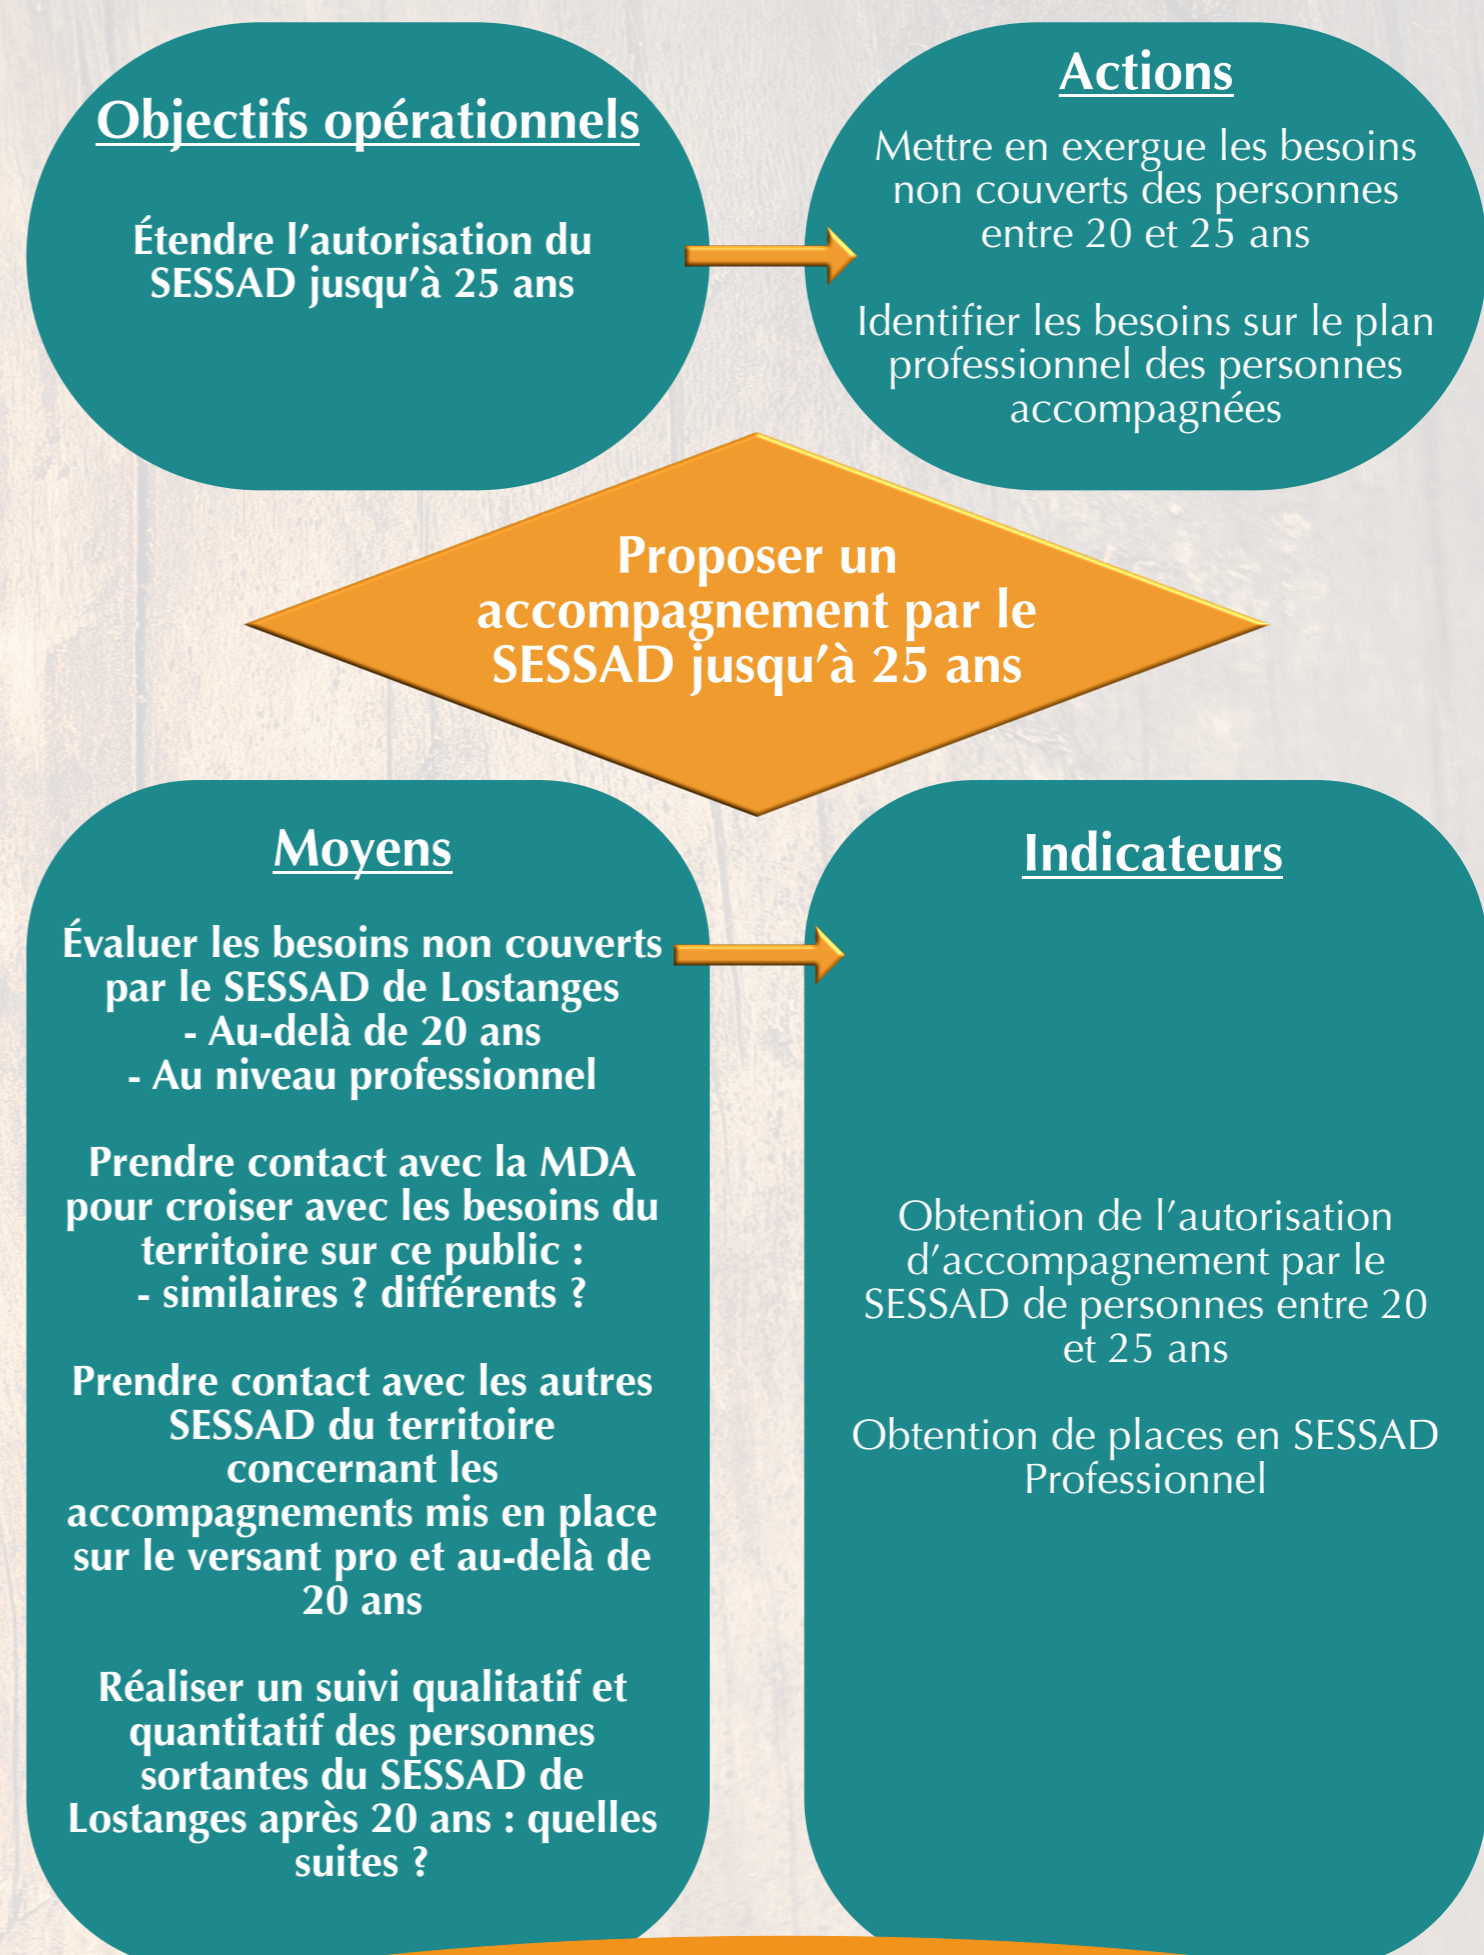 Objectifs opérationnels
Étendre l’autorisation du
SESSAD jusqu’à 25 ans
Actions
Mettre en exergue les besoins
non couverts des personnes
entre 20 et 25 ans
Identifier les besoins sur le plan
professionnel des personnes
accompagnées
Proposer un
accompagnement par le
SESSAD jusqu’à 25 ans
Moyens
Évaluer les besoins non couverts
par le SESSAD de Lostanges
- Au-delà de 20 ans
- Au niveau professionnel
Prendre contact avec la MDA
pour croiser avec les besoins du
territoire sur ce public :
- similaires ? différents ?
Prendre contact avec les autres
SESSAD du territoire
concernant les
accompagnements mis en place
sur le versant pro et au-delà de
20 ans
Réaliser un suivi qualitatif et
quantitatif des personnes
sortantes du SESSAD de
Lostanges après 20 ans : quelles
suites ?
Indicateurs
Obtention de l’autorisation
d’accompagnement par le
SESSAD de personnes entre 20
et 25 ans
Obtention de places en SESSAD
Professionnel